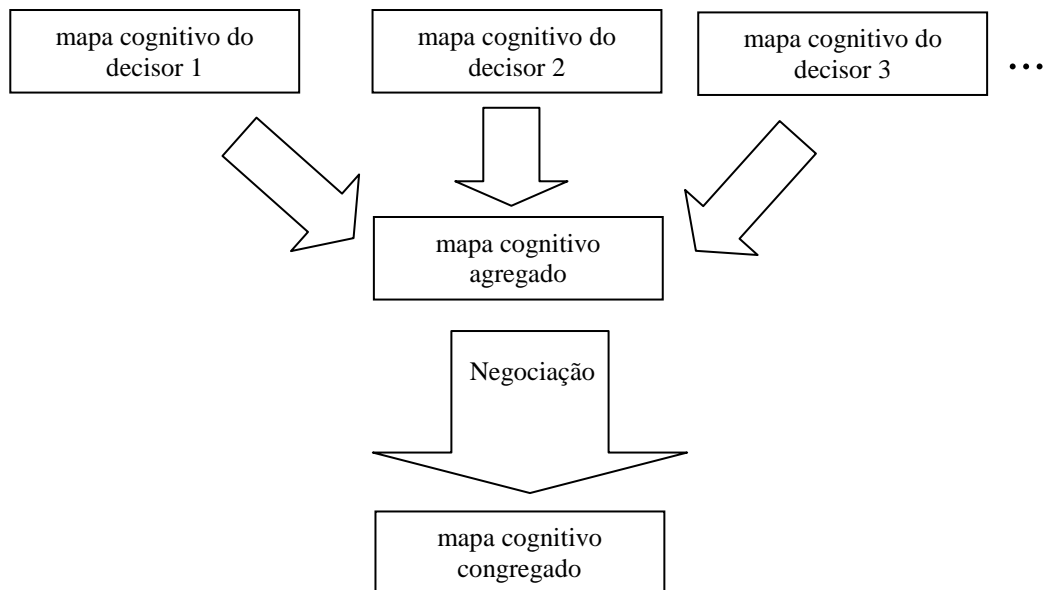 mapa cognitivo do
decisor 1
mapa cognitivo do
decisor 2
mapa cognitivo do
decisor 3
...
mapa cognitivo
agregado
Negociação
mapa cognitivo
congregado